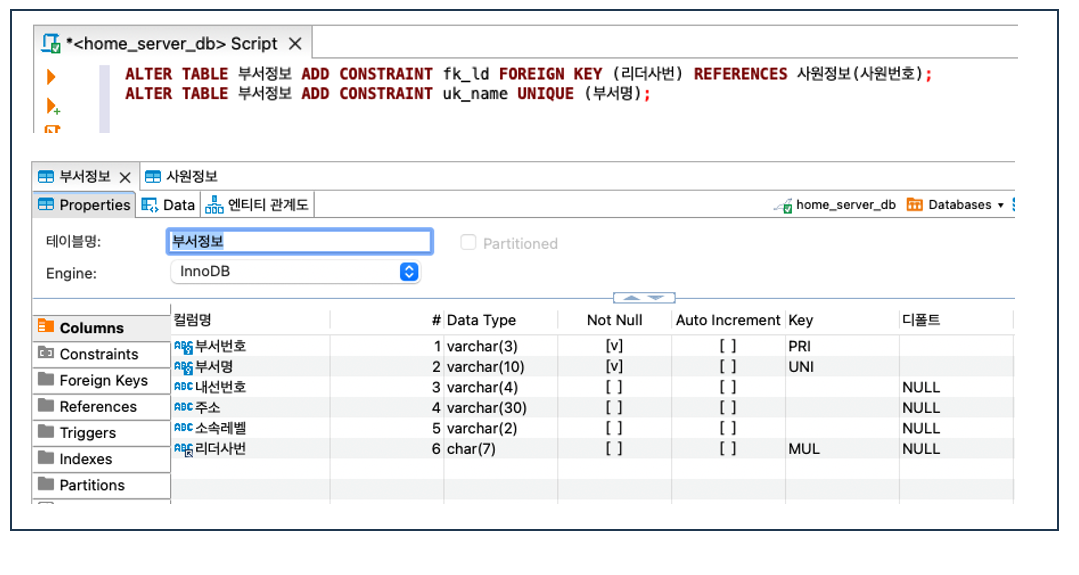 *<home_server_db> Script
ALTER TABLE 부서정보 ADD CONSTRAINT fk_ld FOREIGN KEY (리더사번) REFERENCES 사원정보(사원번호);
ALTER TABLE 부서정보 ADD CONSTRAINT uk_name UNIQUE (부서명);
부서정보 사원정보
Properties Data 엔티티 관계도 home_server_db Databases
테이블명: 부서정보 Partitioned
Engine: InnoDB
Columns
Constraints
Foreign Keys
References
Triggers
Indexes
Partitions
컬럼명 # Data Type Not Null Auto Increment Key 디폴트
ABC 부서번호 1 varchar(3) [v] [ ] PRI
ABC 부서명 2 varchar(10) [v] [ ] UNI
ABC 내선번호 3 varchar(4) [ ] [ ] NULL
ABC 주소 4 varchar(30) [ ] [ ] NULL
ABC 소속레벨 5 varchar(2) [ ] [ ] NULL
ABC 리더사번 6 char(7) [ ] [ ] MUL NULL